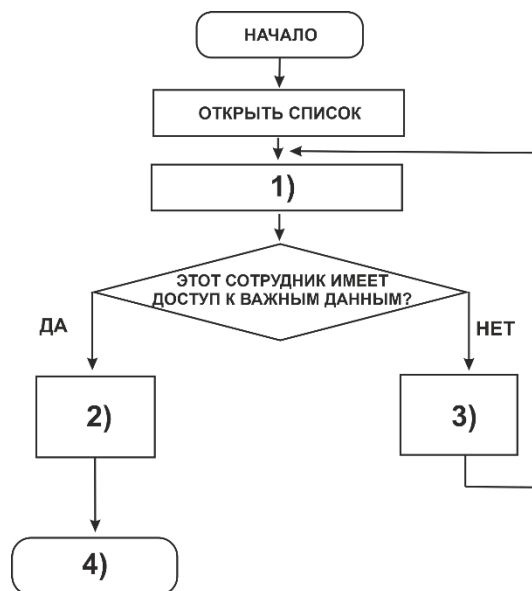 НАЧАЛО
ОТКРЫТЬ СПИСОК
1)
ЭТОТ СОТРУДНИК ИМЕЕТ
ДОСТУП К ВАЖНЫМ ДАННЫМ?
ДА
НЕТ
2)
3)
4)